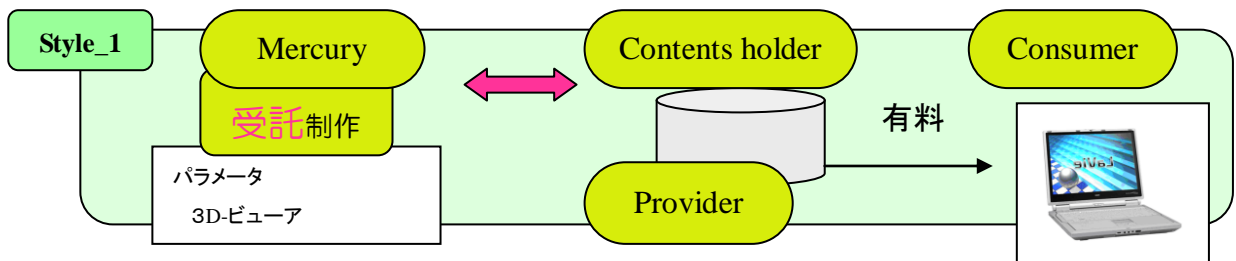 Style_1
Mercury
受託制作
パラメータ
3D-ビューア
Contents holder
Provider
有料
Consumer
LaVie